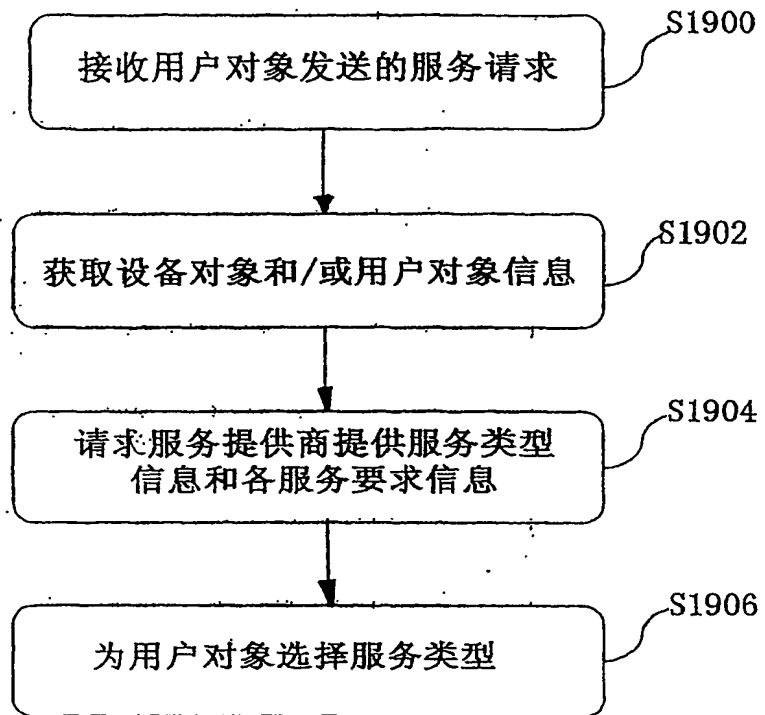 S1900
接收用户对象发送的服务请求
S1902
获取设备对象和/或用户对象信息
S1904
请求服务提供商提供服务类型
信息和各服务要求信息
S1906
为用户对象选择服务类型